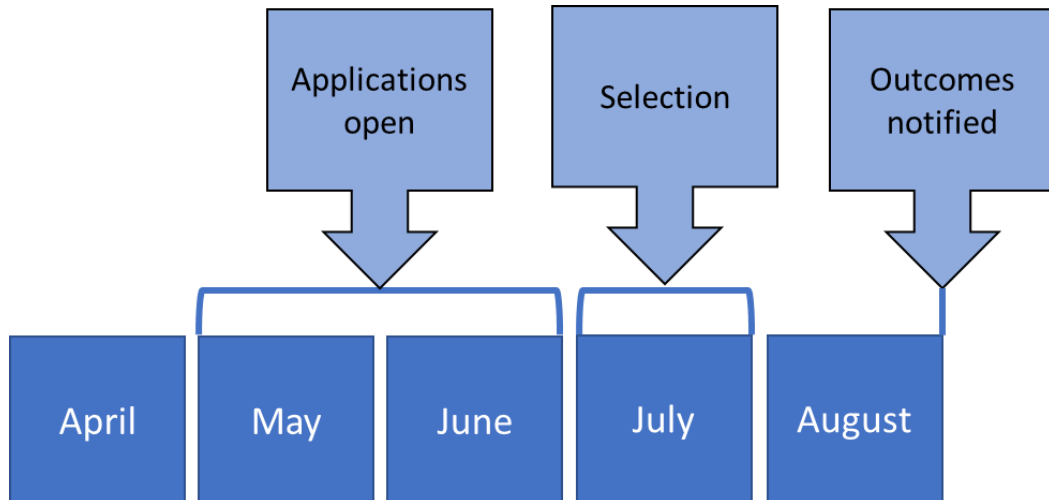 Applications
open
Selection
Outcomes
notified
April
May
June
July
August